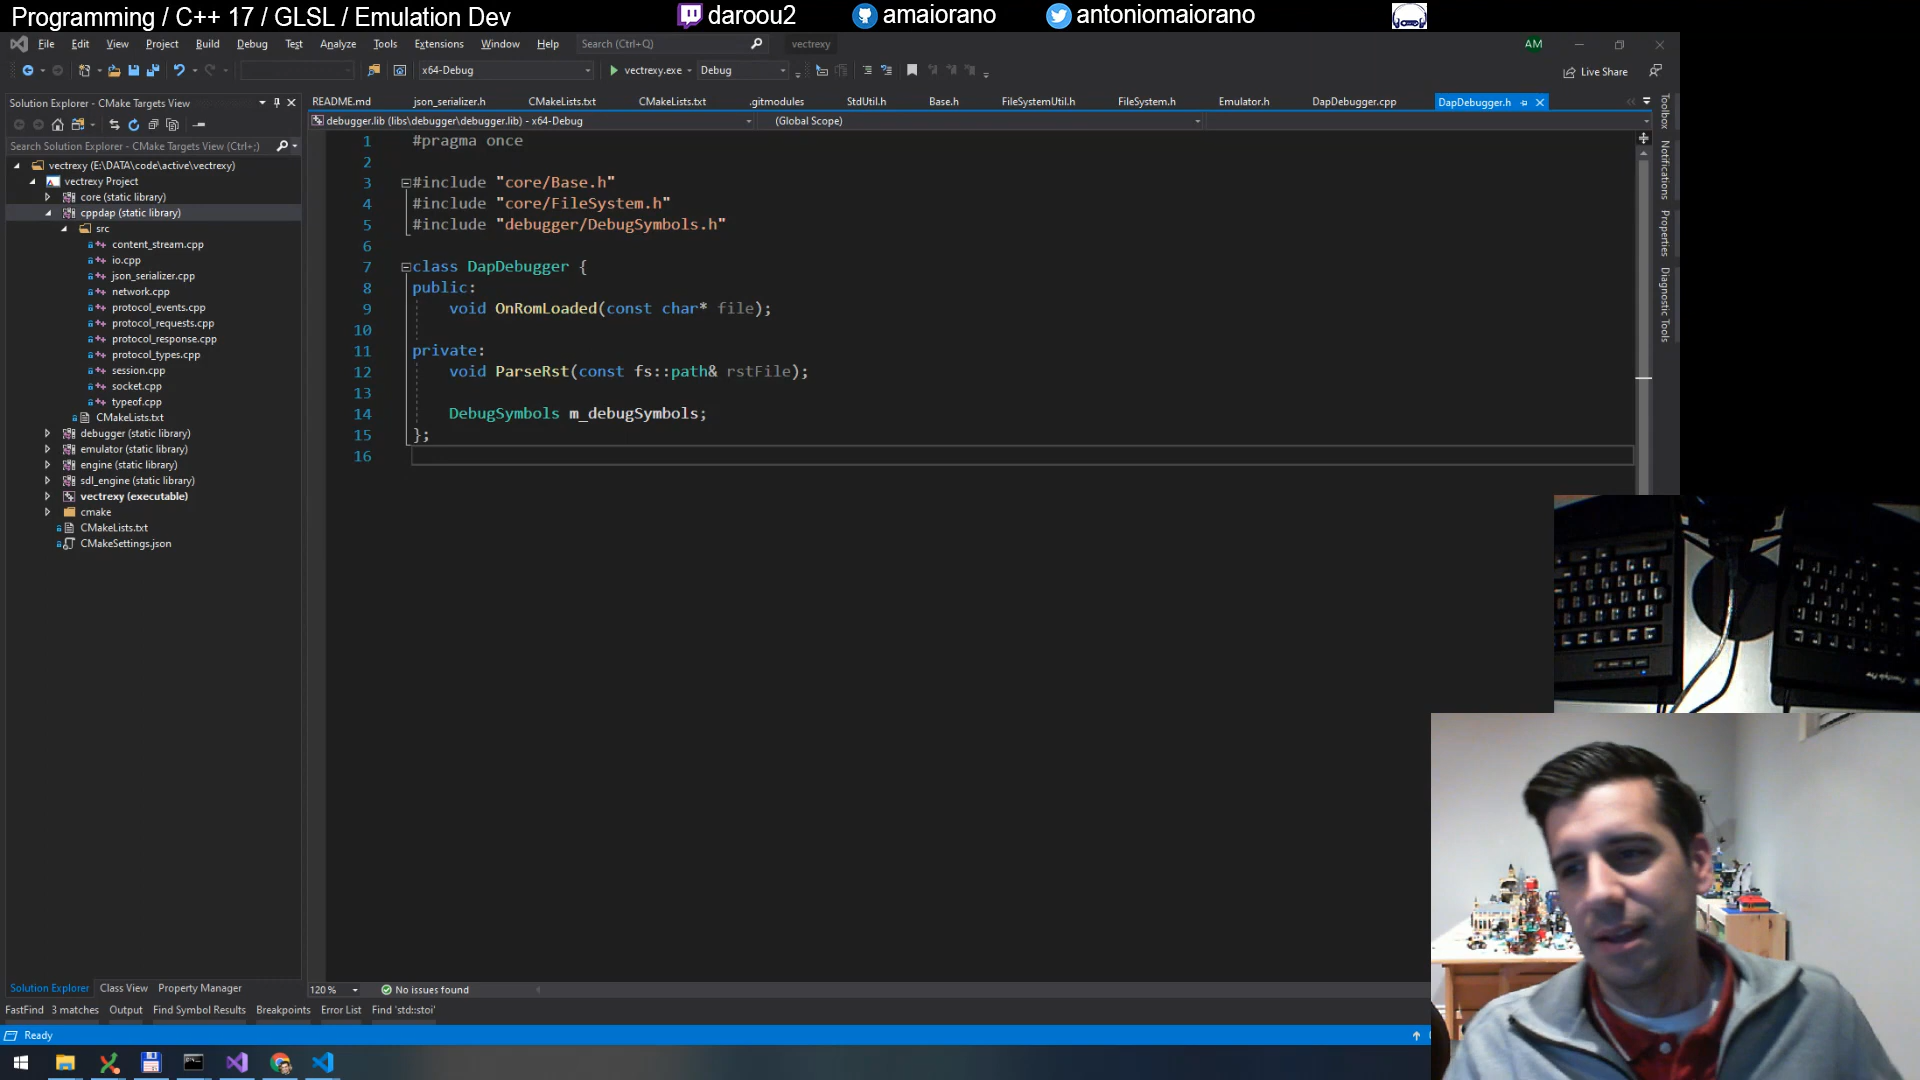 Programming / C++ 17 / GLSL / Emulation Dev
daroou2
amaiorano
antoniomaiorano
File Edit View Project Build Debug Test Analyze Tools Extensions Window Help Search (Ctrl+Q) vectrexy AM
x64-Debug vectrexy.exe Debug Live Share
Solution Explorer - CMake Targets View
Search Solution Explorer - CMake Targets View (Ctrl+;)
vectrexy (E:\DATA\code\active\vectrexy)
vectrexy Project
core (static library)
cppdap (static library)
src
content_stream.cpp
io.cpp
json_serializer.cpp
network.cpp
protocol_events.cpp
protocol_requests.cpp
protocol_response.cpp
protocol_types.cpp
session.cpp
socket.cpp
typeof.cpp
CMakeLists.txt
debugger (static library)
emulator (static library)
engine (static library)
sdl_engine (static library)
vectrexy (executable)
cmake
CMakeLists.txt
CMakeSettings.json
Solution Explorer Class View Property Manager
README.md json_serializer.h CMakeLists.txt CMakeLists.txt .gitmodules StdUtil.h Base.h FileSystemUtil.h FileSystem.h Emulator.h DapDebugger.cpp DapDebugger.h
debugger.lib (libs\debugger\debugger.lib) - x64-Debug (Global Scope)
1 #pragma once
2
3 #include "core/Base.h"
4 #include "core/FileSystem.h"
5 #include "debugger/DebugSymbols.h"
6
7 class DapDebugger {
8 public:
9 void OnRomLoaded(const char* file);
10
11 private:
12 void ParseRst(const fs::path& rstFile);
13
14 DebugSymbols m_debugSymbols;
15 };
16
Toolbox
Notifications
Properties
Diagnostic Tools
120 % No issues found
FastFind 3 matches Output Find Symbol Results Breakpoints Error List Find 'std::stoi'
Ready